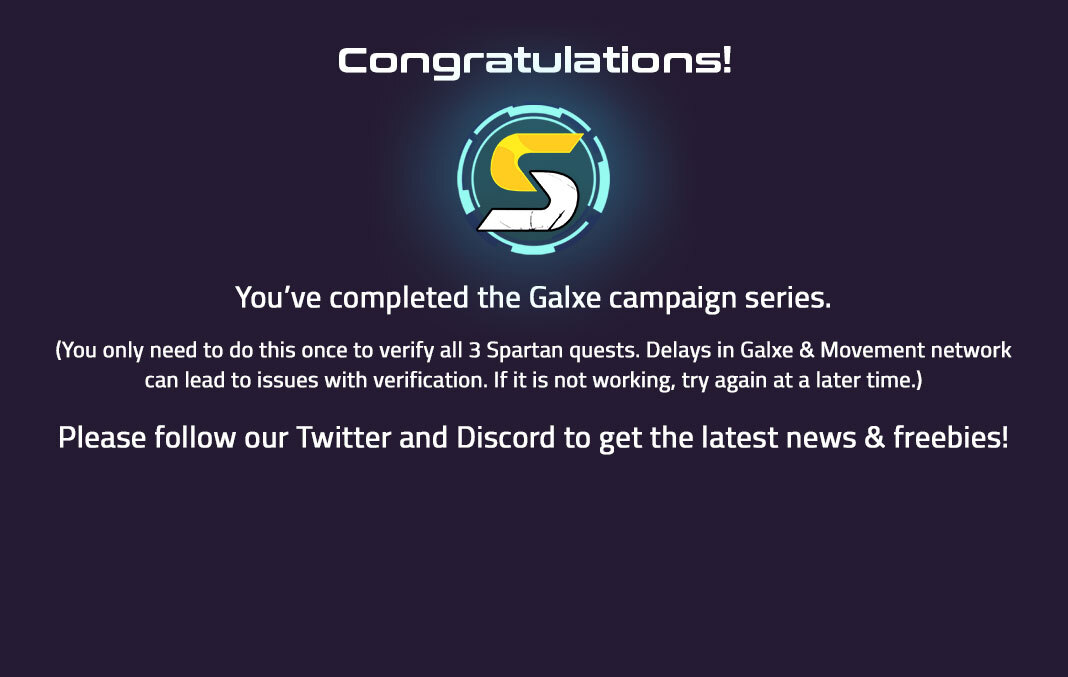 Congratulations!
You’ve completed the Galxe campaign series.
(You only need to do this once to verify all 3 Spartan quests. Delays in Galxe & Movement network
can lead to issues with verification. If it is not working, try again at a later time.)
Please follow our Twitter and Discord to get the latest news & freebies!